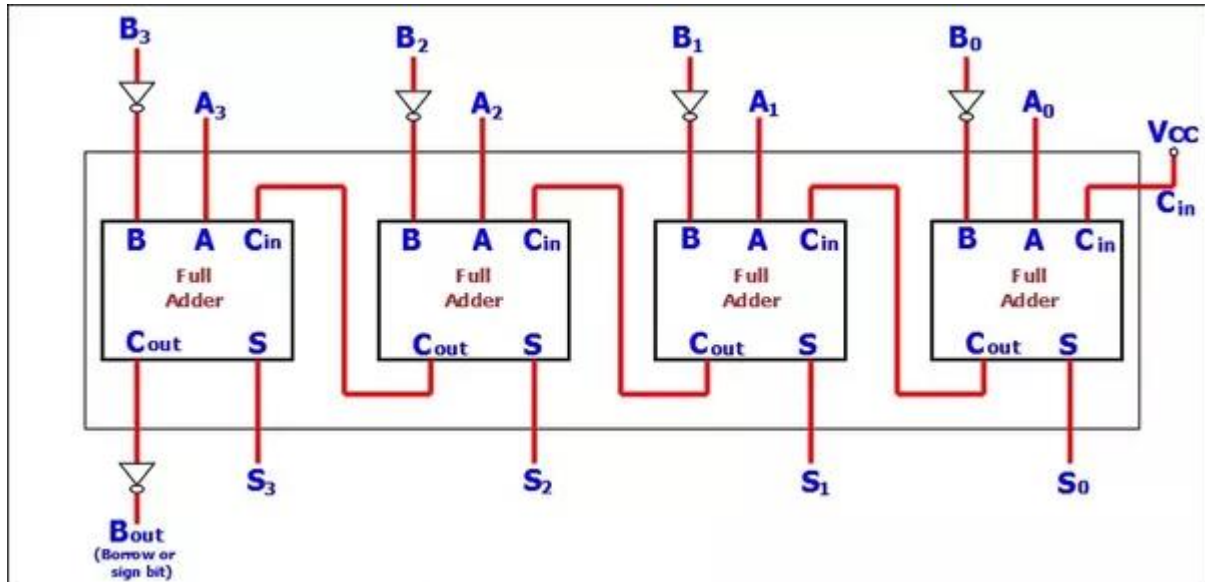 B₃ B₂ B₁ B₀
A₃ A₂ A₁ A₀ VCC
Cin
B A Cin B A Cin B A Cin B A Cin
Full Full Full Full
Adder Adder Adder Adder
Cout S Cout S Cout S Cout S
S₃ S₂ S₁ S₀
Bout
(Borrow or
sign bit)